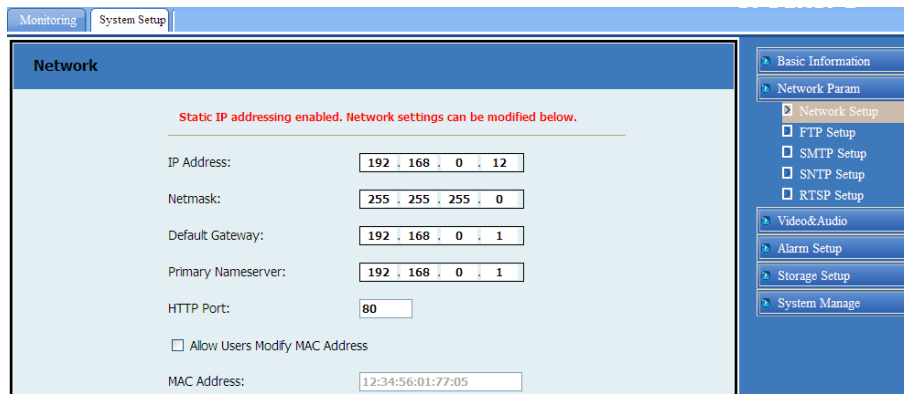 Monitoring
System Setup
Network
Static IP addressing enabled. Network settings can be modified below.
IP Address: 192 . 168 . 0 . 12
Netmask: 255 . 255 . 255 . 0
Default Gateway: 192 . 168 . 0 . 1
Primary Nameserver: 192 . 168 . 0 . 1
HTTP Port: 80
Allow Users Modify MAC Address
MAC Address: 12:34:56:01:77:05
Basic Information
Network Param
Network Setup
FTP Setup
SMTP Setup
SNTP Setup
RTSP Setup
Video&Audio
Alarm Setup
Storage Setup
System Manage